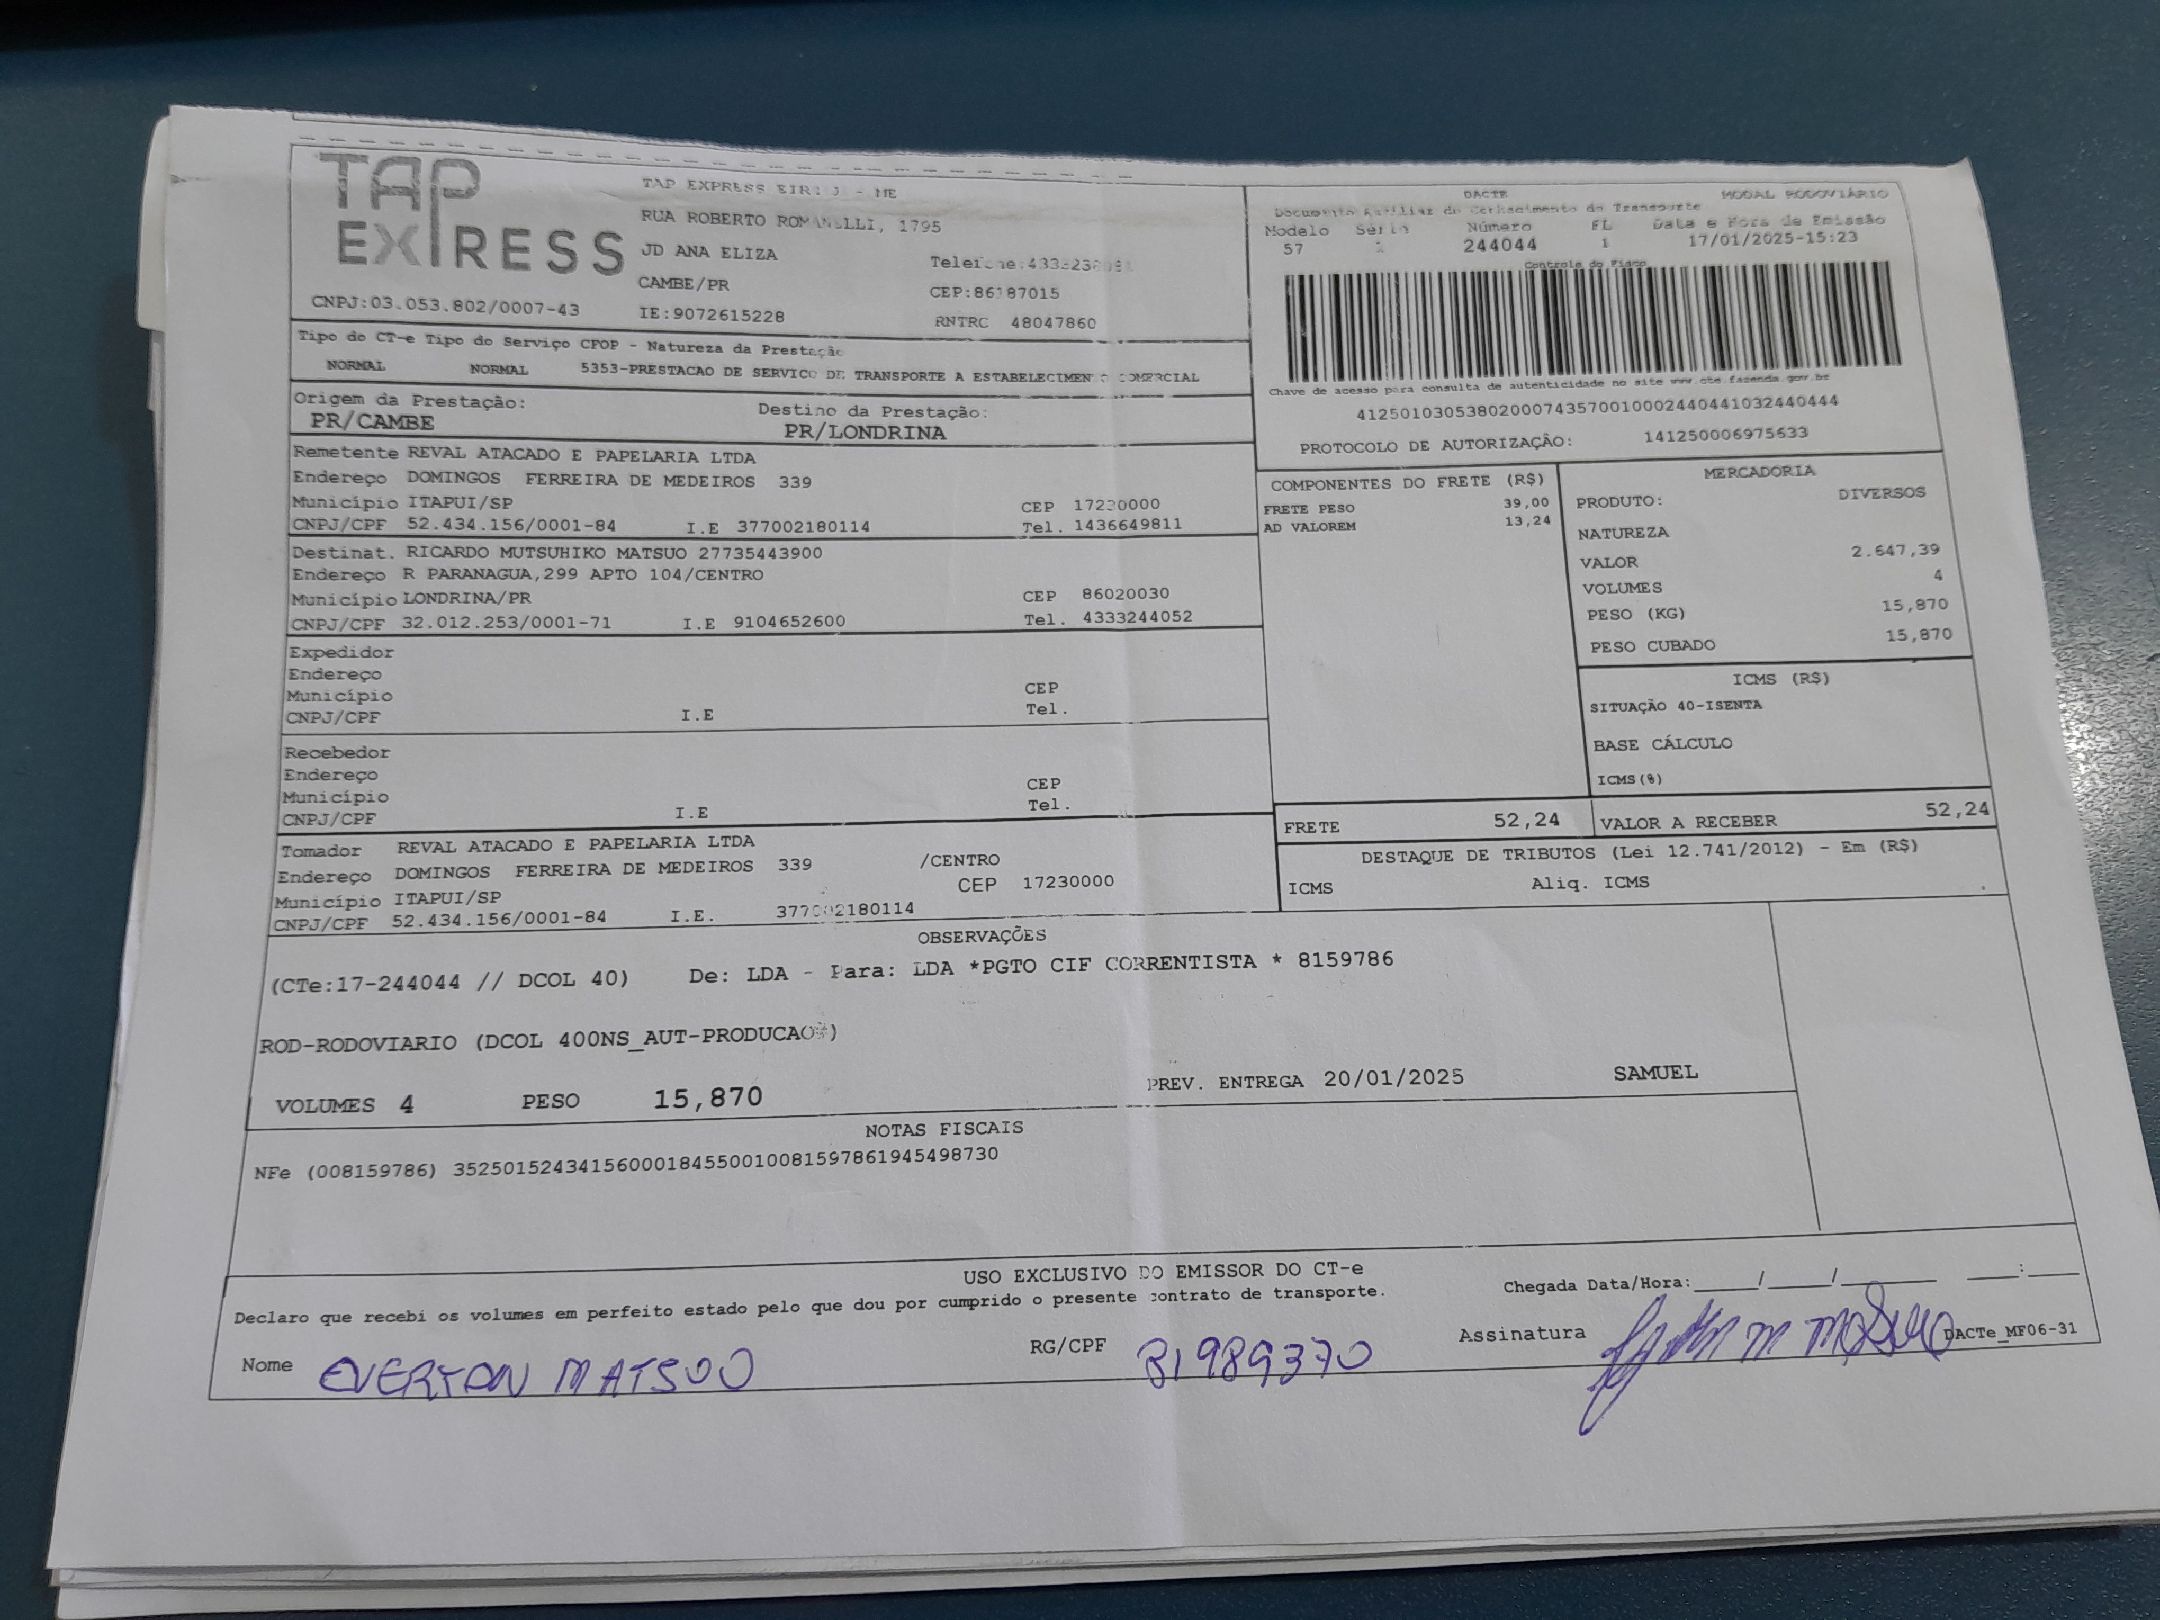 TAP
EXPRESS
CNPJ:03.053.802/0007-43
TAP EXPRESS - ME
RUA ROBERTO ROMANELLI, 1795
JD ANA ELIZA
CAMBE/PR
CEP:86187015
IE:9072615228
RNTRC 48047860
DACTE MODAL RODOVIÁRIO
Documento Auxiliar do Conhecimento de Transporte
Modelo Série Número FL Data e Hora de Emissão
57 244044 1 17/01/2025-15:23
Controle do Fisco
Chave de acesso para consulta de autenticidade no site www.cte.fazenda.gov.br
41250103053802000743570010002440441032440444
PROTOCOLO DE AUTORIZAÇÃO: 141250006975633
Tipo do CT-e Tipo do Serviço CFOP - Natureza da Prestação
NORMAL NORMAL 5353-PRESTACAO DE SERVICO DE TRANSPORTE A ESTABELECIMENTO COMERCIAL
Origem da Prestação: Destino da Prestação:
PR/CAMBE PR/LONDRINA
Remetente REVAL ATACADO E PAPELARIA LTDA
Endereço DOMINGOS FERREIRA DE MEDEIROS 339
Município ITAPUI/SP CEP 17230000
CNPJ/CPF 52.434.156/0001-84 I.E 377002180114 Tel. 1436649811
Destinat. RICARDO MUTSUHIKO MATSUO 27735443900
Endereço R PARANAGUA,299 APTO 104/CENTRO
Município LONDRINA/PR CEP 86020030
CNPJ/CPF 32.012.253/0001-71 I.E 9104652600 Tel. 4333244052
Expedidor
Endereço
Município CEP
CNPJ/CPF I.E Tel.
Recebedor
Endereço
Município CEP
CNPJ/CPF I.E Tel.
Tomador REVAL ATACADO E PAPELARIA LTDA
Endereço DOMINGOS FERREIRA DE MEDEIROS 339 /CENTRO
Município ITAPUI/SP CEP 17230000
CNPJ/CPF 52.434.156/0001-84 I.E. 377002180114
COMPONENTES DO FRETE (R$)
FRETE PESO 39,00
AD VALOREM 13,24
MERCADORIA
PRODUTO: DIVERSOS
NATUREZA
VALOR 2.647,39
VOLUMES 4
PESO (KG) 15,870
PESO CUBADO 15,870
ICMS (R$)
SITUAÇÃO 40-ISENTA
BASE CÁLCULO
ICMS(%)
FRETE 52,24 VALOR A RECEBER 52,24
DESTAQUE DE TRIBUTOS (Lei 12.741/2012) - Em (R$)
ICMS Aliq. ICMS
OBSERVAÇÕES
(CTe:17-244044 // DCOL 40) De: LDA - Para: LDA *PGTO CIF CORRENTISTA * 8159786
ROD-RODOVIARIO (DCOL 400NS_AUT-PRODUCAO*)
VOLUMES 4 PESO 15,870 PREV. ENTREGA 20/01/2025 SAMUEL
NOTAS FISCAIS
NFe (008159786) 35250152434156000184550010081597861945498730
USO EXCLUSIVO DO EMISSOR DO CT-e
Declaro que recebi os volumes em perfeito estado pelo que dou por cumprido o presente contrato de transporte.
Chegada Data/Hora:_____/_____/________ ____:____
Nome EVERTON MATSUO RG/CPF 81989370 Assinatura
DACTe_MF06-31